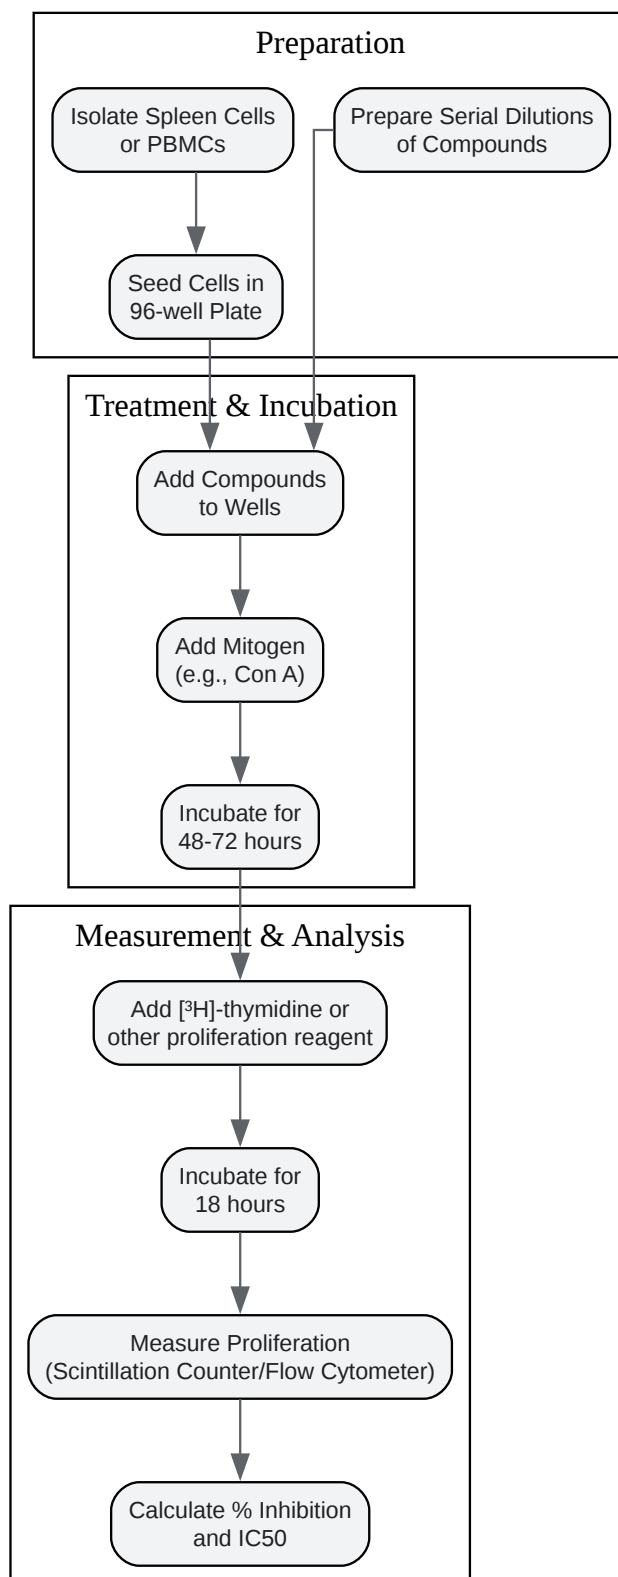 Preparation
Isolate Spleen Cells
or PBMCs
Prepare Serial Dilutions
of Compounds
Seed Cells in
96-well Plate
Treatment & Incubation
Add Compounds
to Wells
Add Mitogen
(e.g., Con A)
Incubate for
48-72 hours
Measurement & Analysis
Add [³H]-thymidine or
other proliferation reagent
Incubate for
18 hours
Measure Proliferation
(Scintillation Counter/Flow Cytometer)
Calculate % Inhibition
and IC50